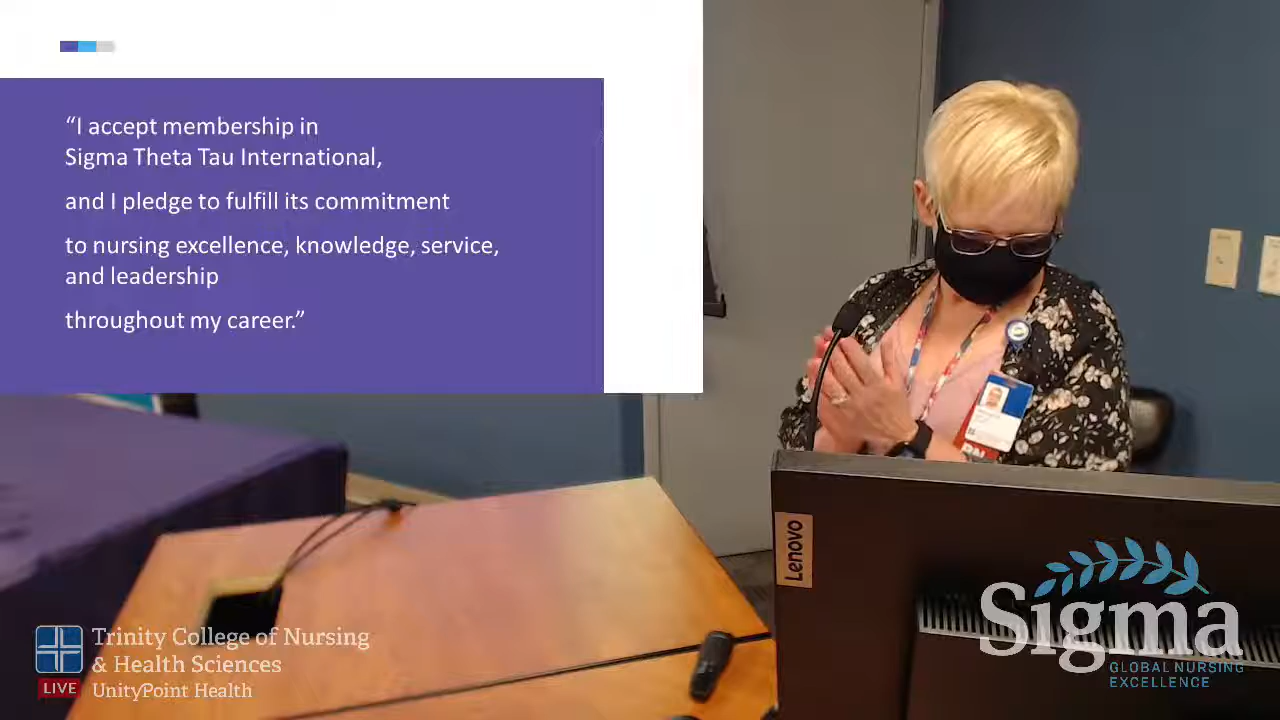 “I accept membership in
Sigma Theta Tau International,
and I pledge to fulfill its commitment
to nursing excellence, knowledge, service,
and leadership
throughout my career.”
RN
Lenovo
Trinity College of Nursing
& Health Sciences
LIVE
UnityPoint Health
Sigma
GLOBAL NURSING
EXCELLENCE